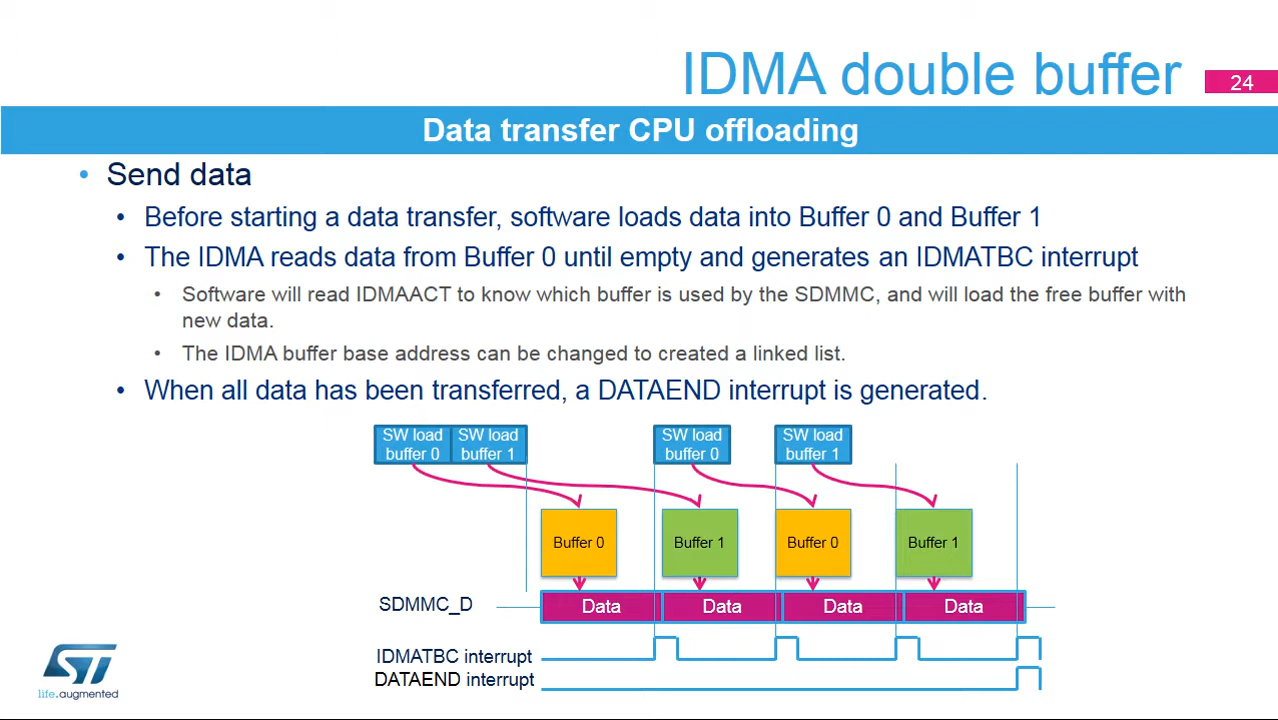 IDMA double buffer
24
Data transfer CPU offloading
• Send data
• Before starting a data transfer, software loads data into Buffer 0 and Buffer 1
• The IDMA reads data from Buffer 0 until empty and generates an IDMATBC interrupt
• Software will read IDMAACT to know which buffer is used by the SDMMC, and will load the free buffer with
new data.
• The IDMA buffer base address can be changed to created a linked list.
• When all data has been transferred, a DATAEND interrupt is generated.
SW load buffer 0
SW load buffer 1
SW load buffer 0
SW load buffer 1
Buffer 0
Buffer 1
Buffer 0
Buffer 1
SDMMC_D
Data
Data
Data
Data
IDMATBC interrupt
DATAEND interrupt
ST
life.augmented